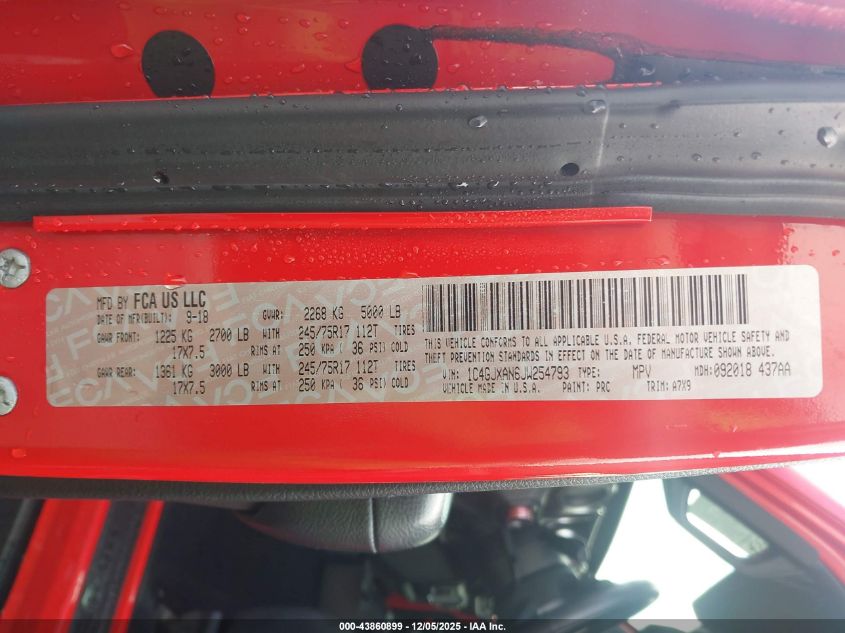 MFD BY FCA US LLC
DATE OF MFR(BUILT): 9-18 GVWR: 2268 KG 5000 LB
GAWR FRONT: 1225 KG 2700 LB WITH 245/75R17 112T TIRES
17X7.5 RIMS AT 250 KPA ( 36 PSI) COLD
GAWR REAR: 1361 KG 3000 LB WITH 245/75R17 112T TIRES
17X7.5 RIMS AT 250 KPA ( 36 PSI) COLD
THIS VEHICLE CONFORMS TO ALL APPLICABLE U.S.A. FEDERAL MOTOR VEHICLE SAFETY AND
THEFT PREVENTION STANDARDS IN EFFECT ON THE DATE OF MANUFACTURE SHOWN ABOVE.
VIN: 1C4GJXAN6JW254793 TYPE: MPV MDH: 092018 437AA
VEHICLE MADE IN U.S.A. PAINT: PRC TRIM: A7X9
000-43860899 - 12/05/2025 - IAA Inc.